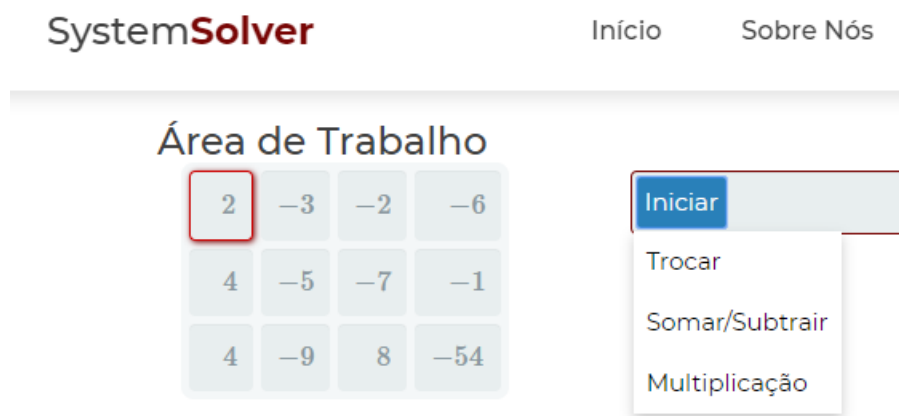 SystemSolver Início Sobre Nós
Área de Trabalho
2 −3 −2 −6
4 −5 −7 −1
4 −9 8 −54
Iniciar
Trocar
Somar/Subtrair
Multiplicação